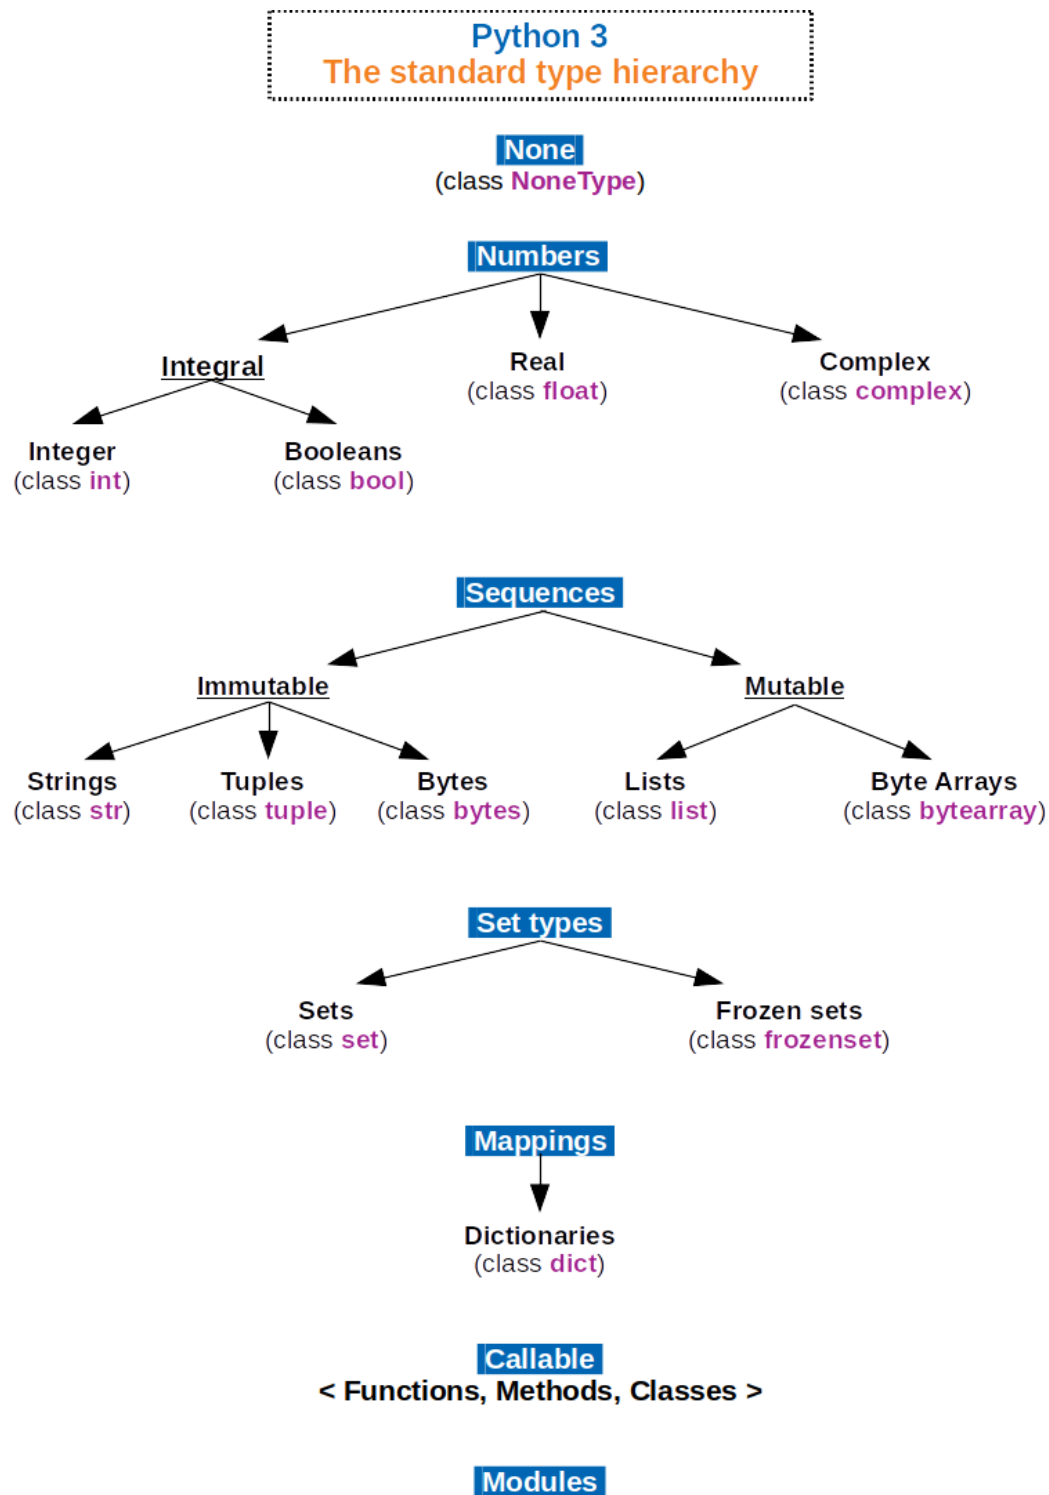 Python 3
The standard type hierarchy
None
(class NoneType)
Numbers
Integral
Real
(class float)
Complex
(class complex)
Integer
(class int)
Booleans
(class bool)
Sequences
Immutable
Mutable
Strings
(class str)
Tuples
(class tuple)
Bytes
(class bytes)
Lists
(class list)
Byte Arrays
(class bytearray)
Set types
Sets
(class set)
Frozen sets
(class frozenset)
Mappings
Dictionaries
(class dict)
Callable
< Functions, Methods, Classes >
Modules